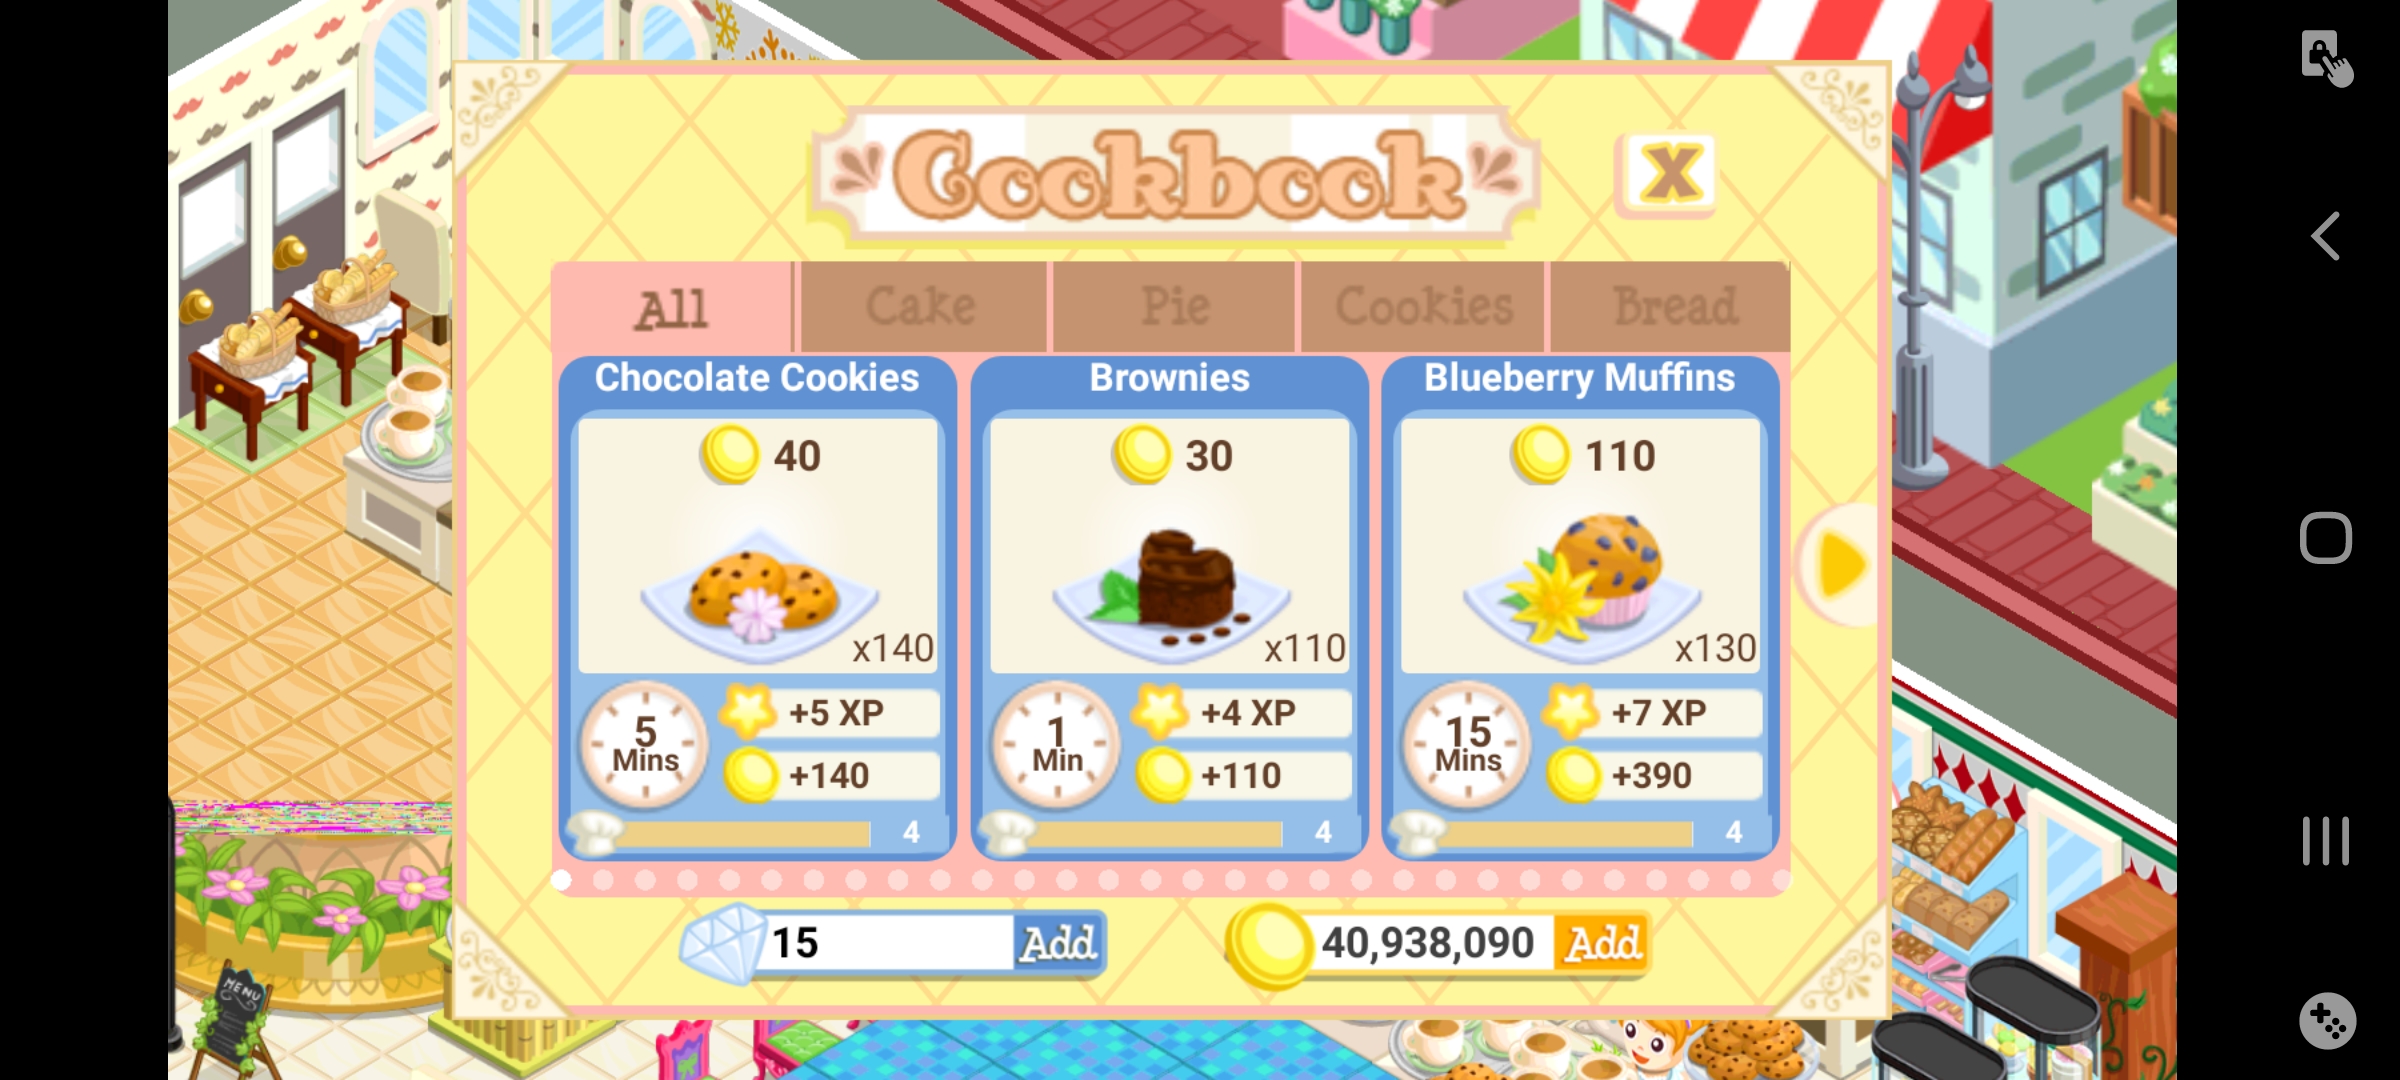 Cookbook
X
All
Cake
Pie
Cookies
Bread
Chocolate Cookies
40
x140
5
Mins
+5 XP
+140
4
Brownies
30
x110
1
Min
+4 XP
+110
4
Blueberry Muffins
110
x130
15
Mins
+7 XP
+390
4
15
Add
40,938,090
Add
MENU